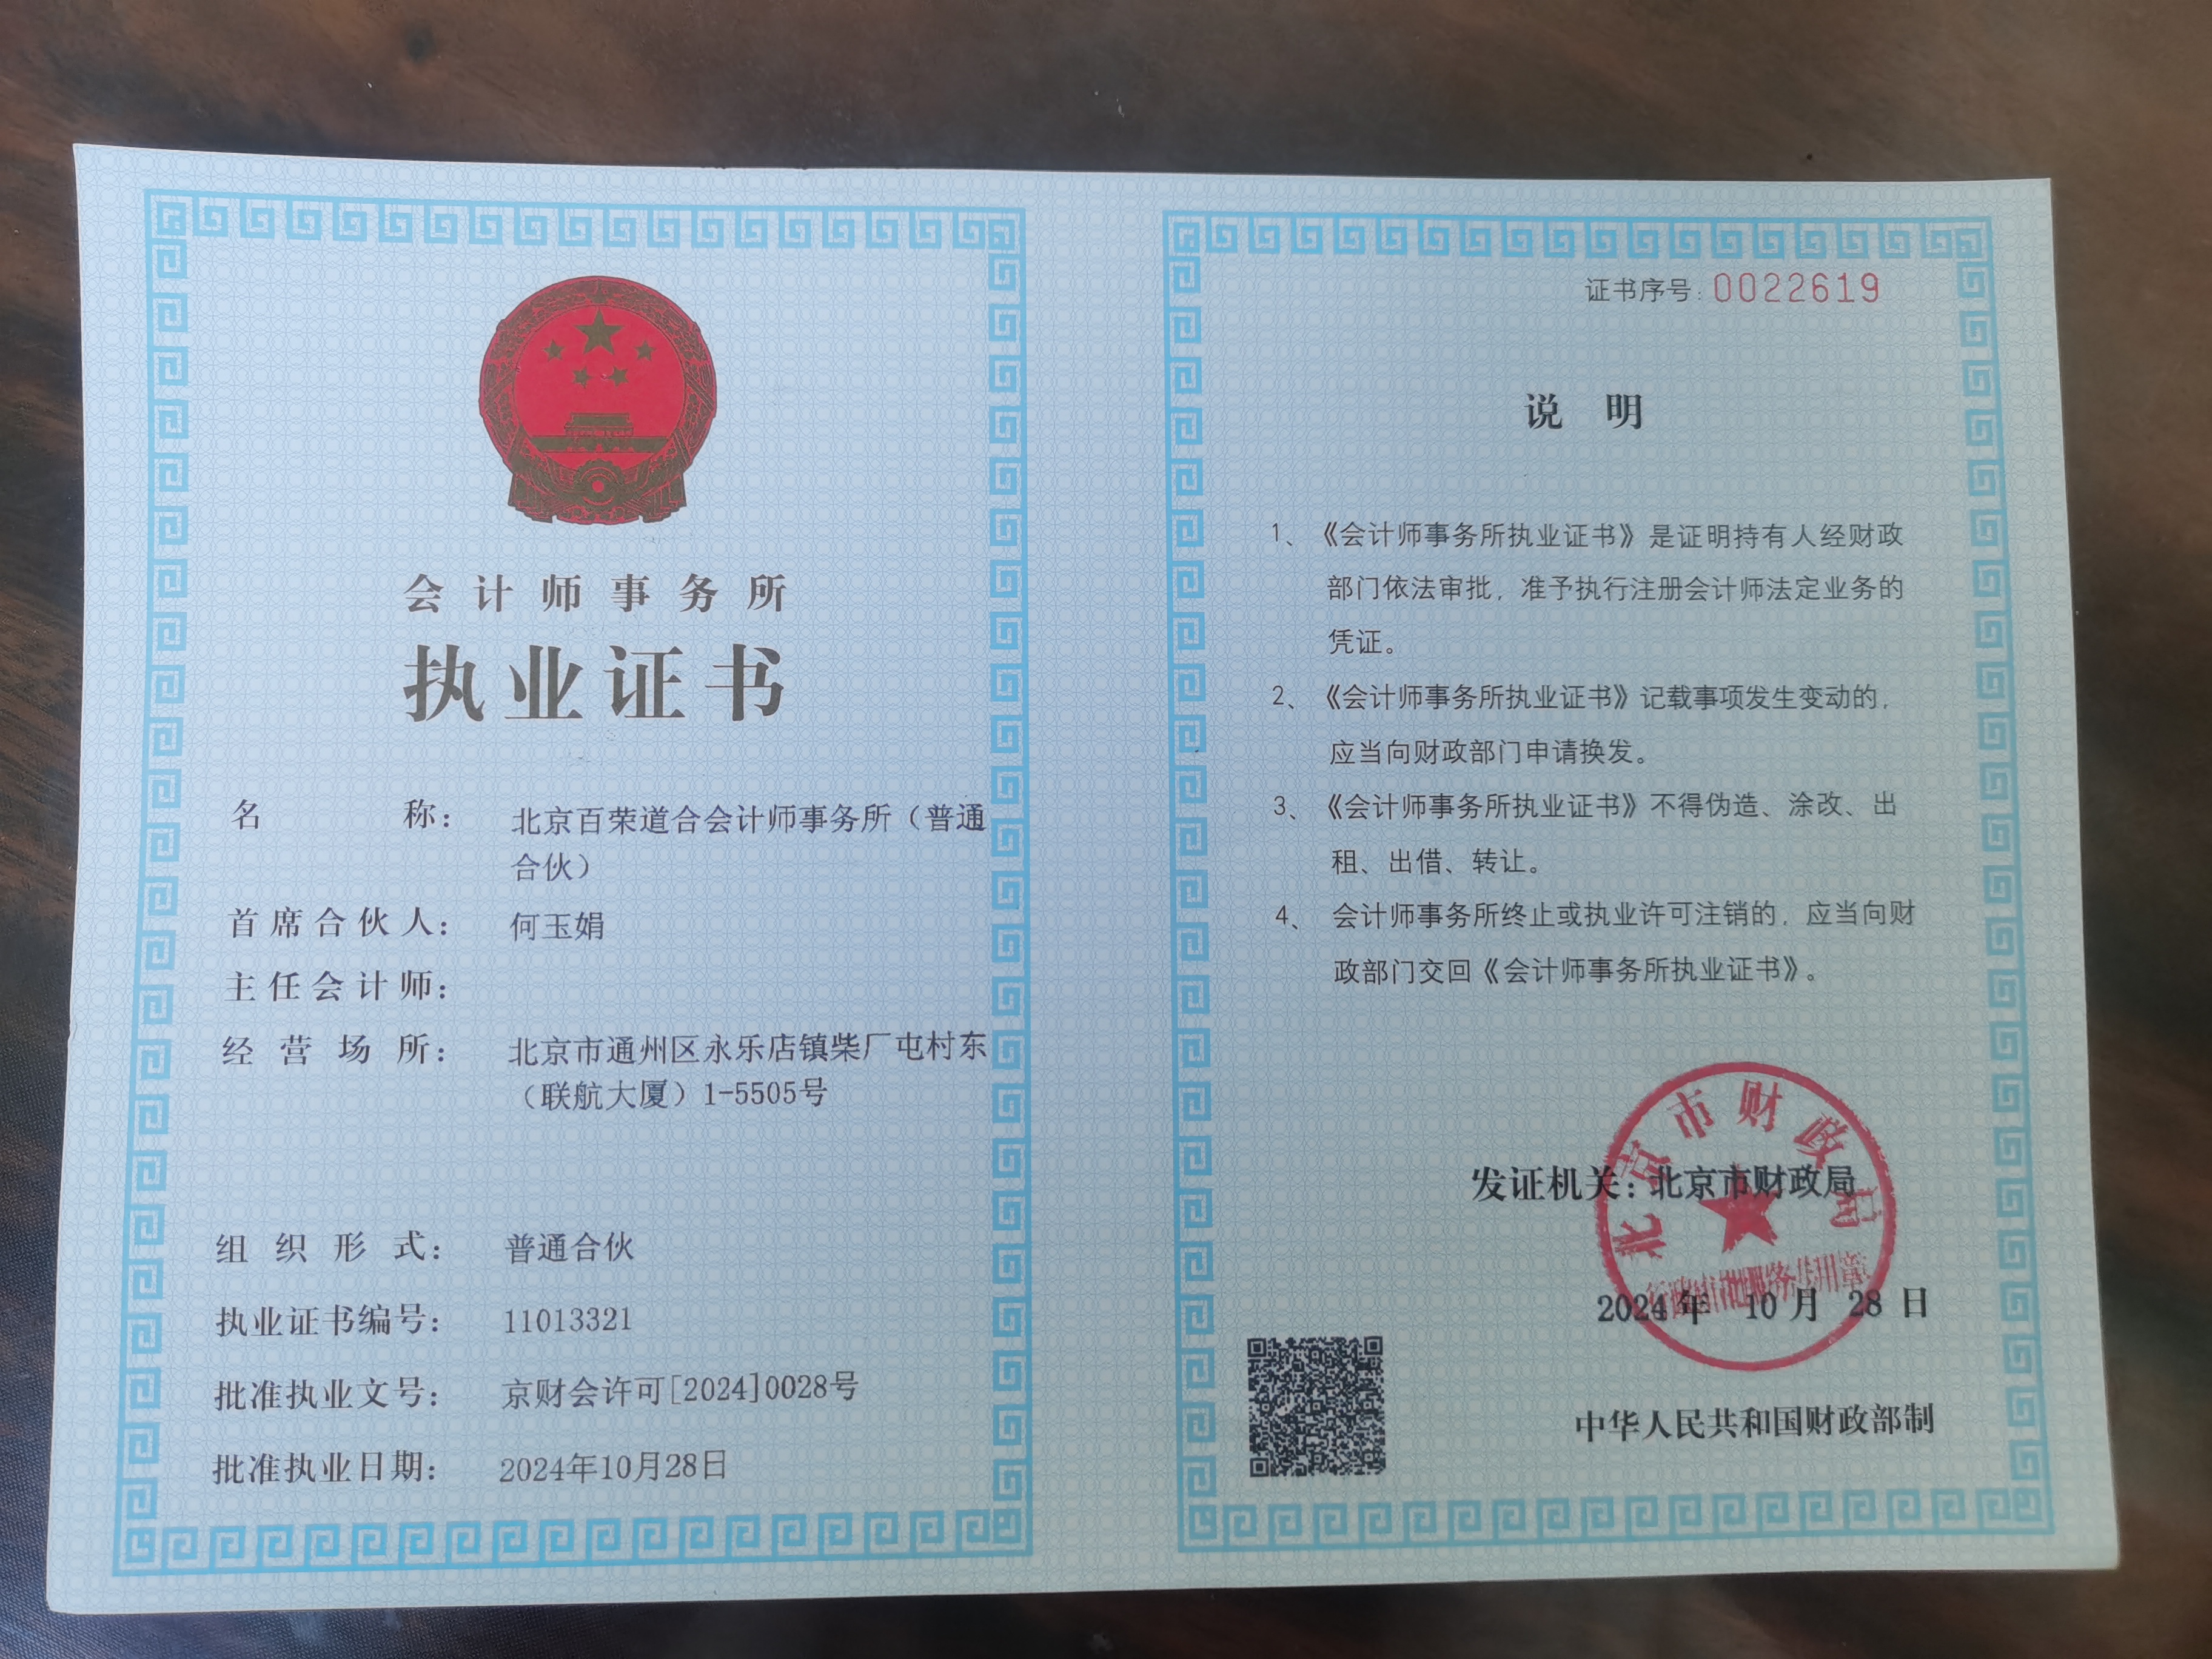 会计师事务所
执业证书
名称：北京百荣道合会计师事务所（普通
合伙）
首席合伙人：何玉娟
主任会计师：
经营场所：北京市通州区永乐店镇柴厂屯村东
（联航大厦）1-5505号
组织形式：普通合伙
执业证书编号：11013321
批准执业文号：京财会许可[2024]0028号
批准执业日期：2024年10月28日
证书序号：0022619
说明
1、《会计师事务所执业证书》是证明持有人经财政
部门依法审批，准予执行注册会计师法定业务的
凭证。
2、《会计师事务所执业证书》记载事项发生变动的，
应当向财政部门申请换发。
3、《会计师事务所执业证书》不得伪造、涂改、出
租、出借、转让。
4、会计师事务所终止或执业许可注销的，应当向财
政部门交回《会计师事务所执业证书》。
北京市财政局
发证机关：北京市财政局
2024年10月28日
中华人民共和国财政部制